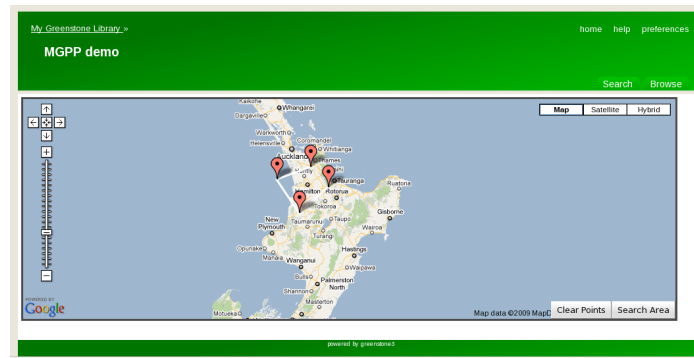 My Greenstone Library »
home help preferences
MGPP demo
Search Browse
Map Satellite Hybrid
Kaikohe
Whangarei
Dargaville
Warkworth
Helensville
Coromandel
Whitianga
Auckland
Thames
Tauranga
Hamilton Rotorua
Ruatoria
Tokoroa
Gisborne
New
Plymouth
Taumarunui
Taupo
Wairoa
Turangi
Opunake
Hastings
Manaia
Wanganui
Waipawa
Bulls
Palmerston
North
Shannon
Masterton
Motueka
POWERED BY
Google
Map data ©2009 MapD
Clear Points Search Area
powered by greenstone3